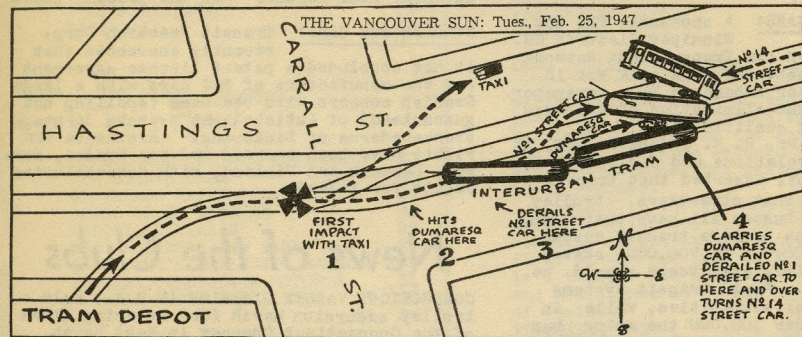 THE VANCOUVER SUN: Tues., Feb. 25, 1947
CARRALL
ST.
TAXI
Nº 14
STREET
CAR
HASTINGS
Nº1 STREET CAR
DUMARESQ
CAR
INTERURBAN TRAM
FIRST
IMPACT
WITH TAXI
1
HITS
DUMARESQ
CAR HERE
2
DERAILS
Nº1 STREET
CAR HERE
3
4
CARRIES
DUMARESQ
CAR AND
DERAILED Nº1
STREET CAR TO
HERE AND OVER
TURNS Nº14
STREET CAR.
ST
N
W
E
S
TRAM DEPOT